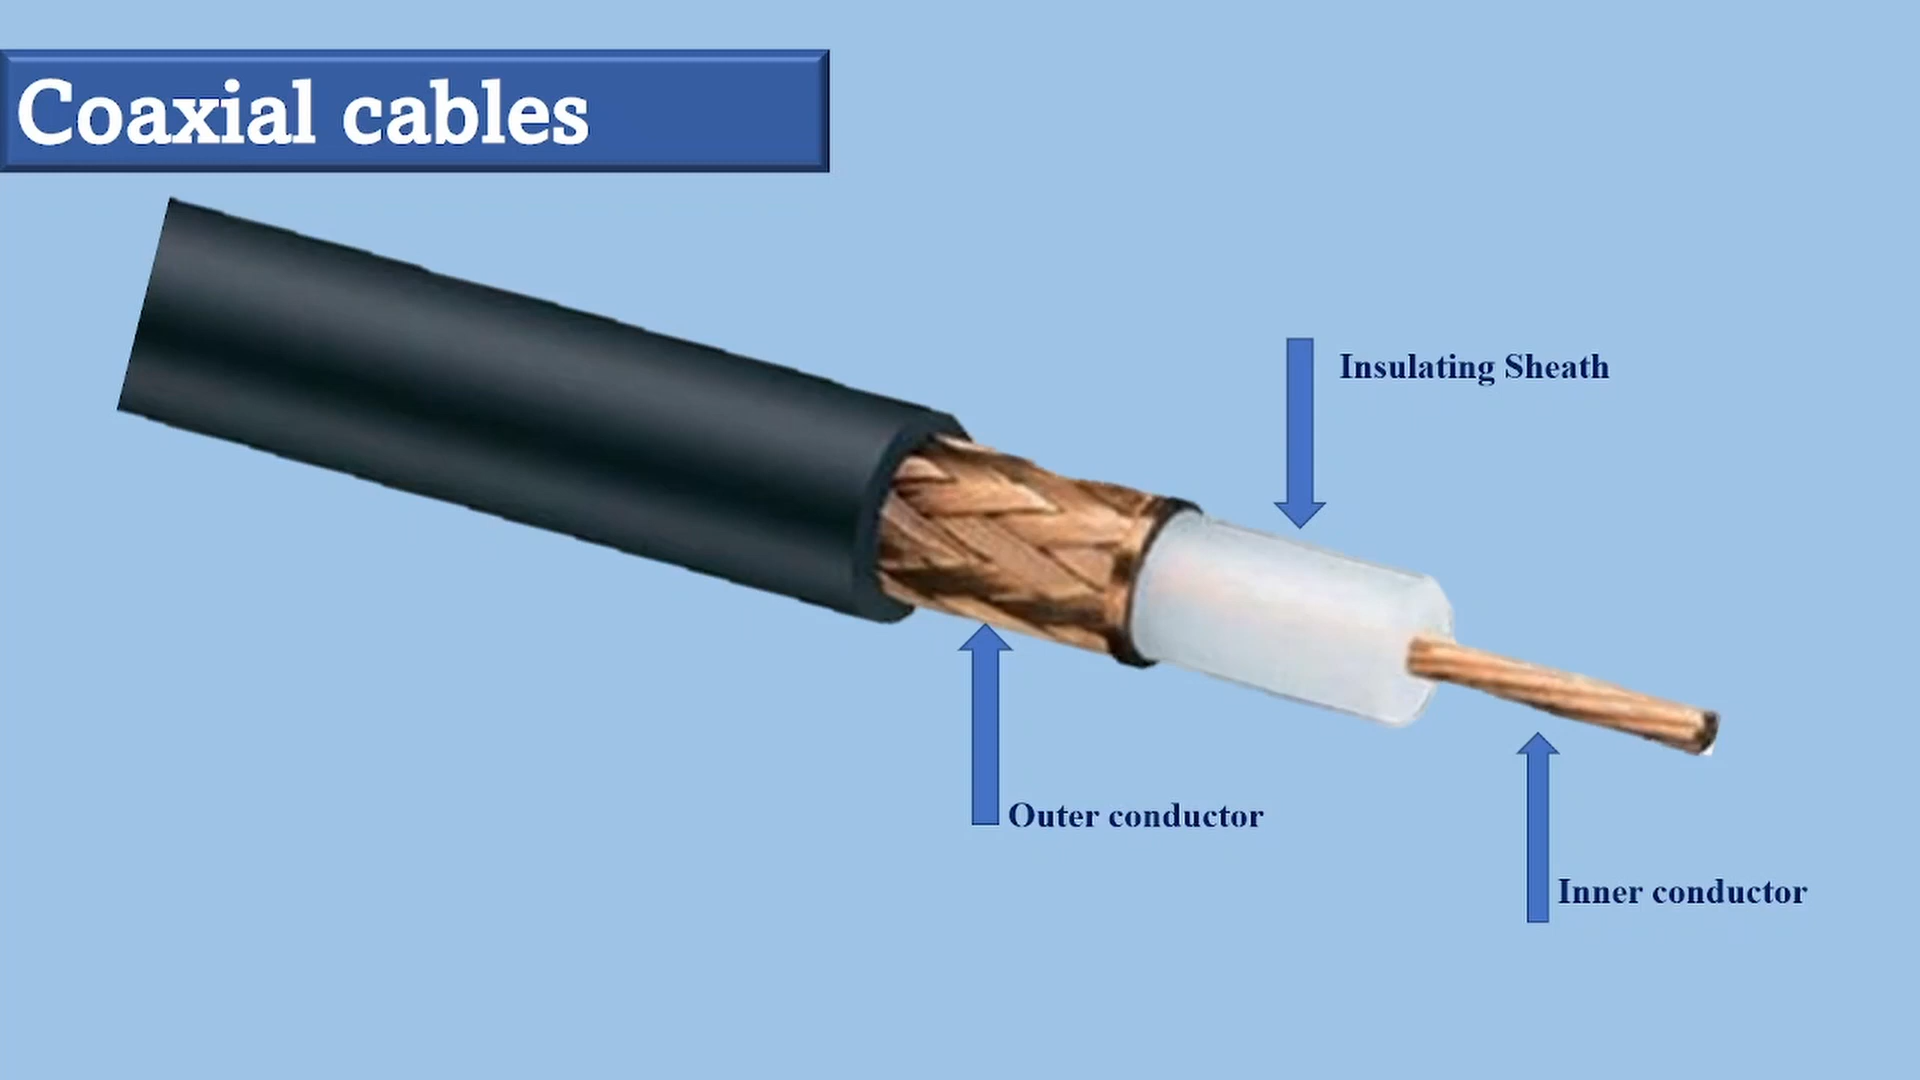 Coaxial cables
Insulating Sheath
Outer conductor
Inner conductor